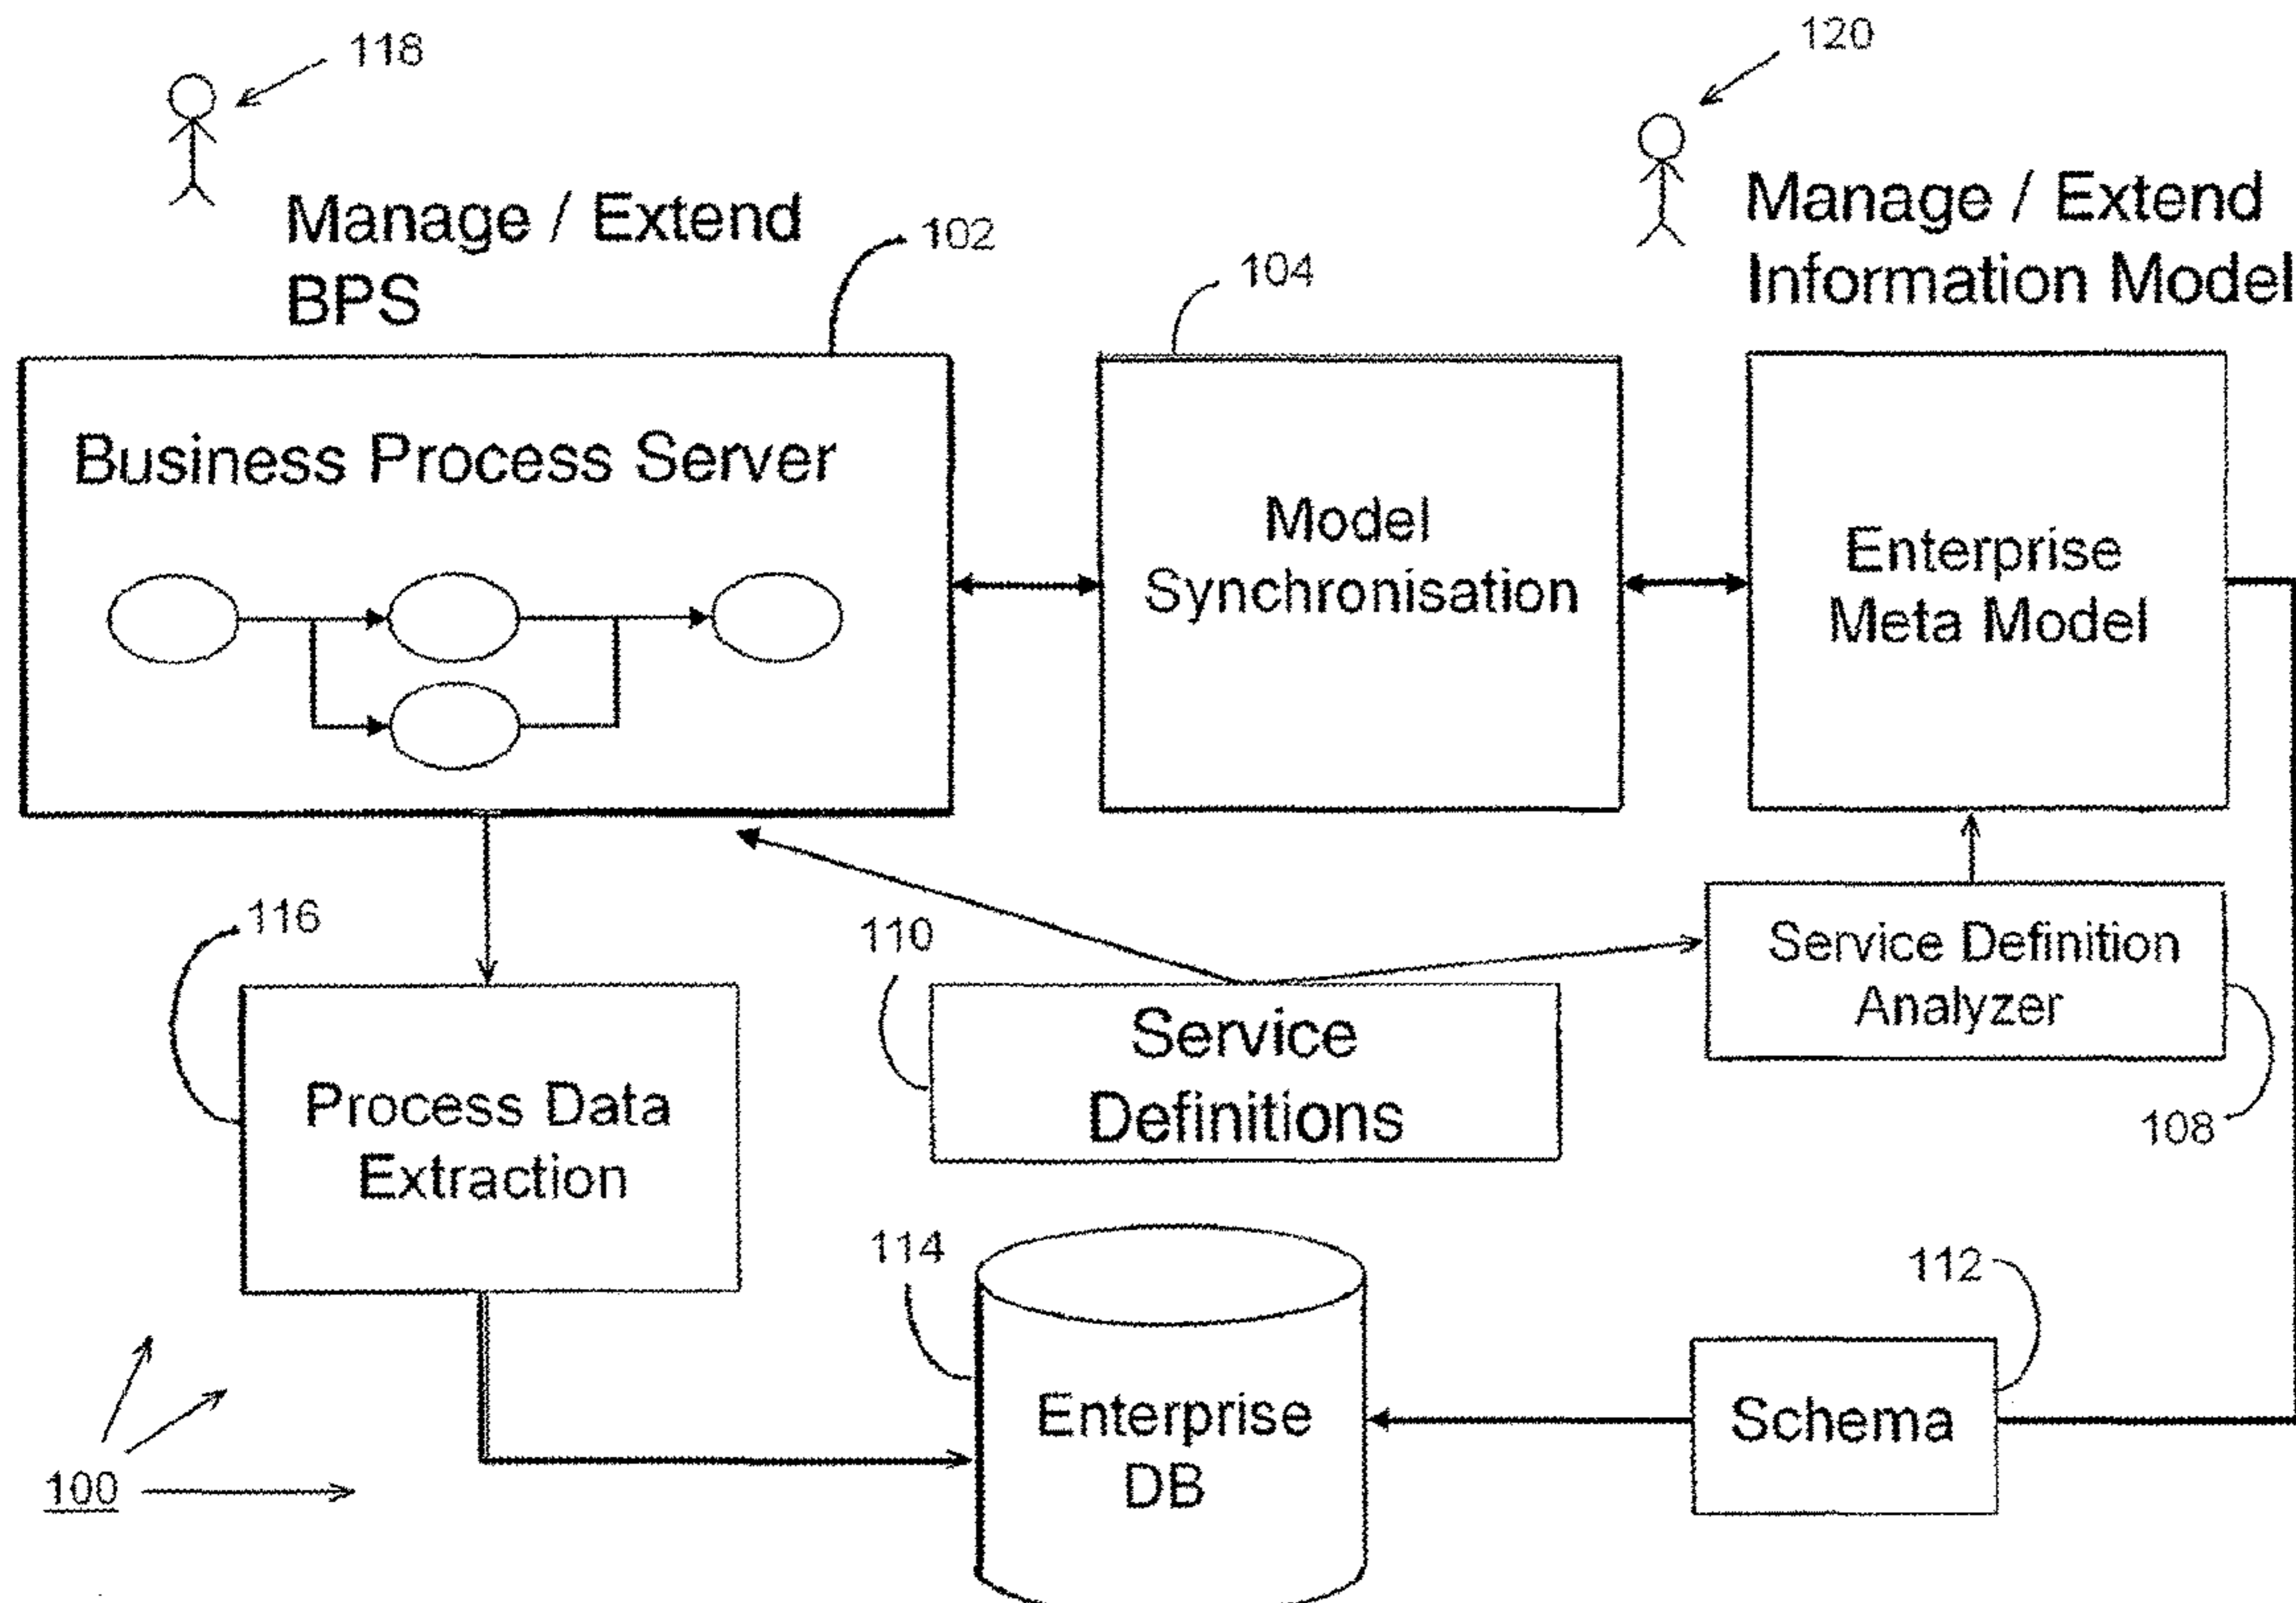 118
120
Manage / Extend
BPS
102
104
Manage / Extend
Information Model
Business Process Server
Model
Synchronisation
Enterprise
Meta Model
116
110
Service Definition
Analyzer
Service
Definitions
108
Process Data
Extraction
114
112
Enterprise
DB
Schema
100